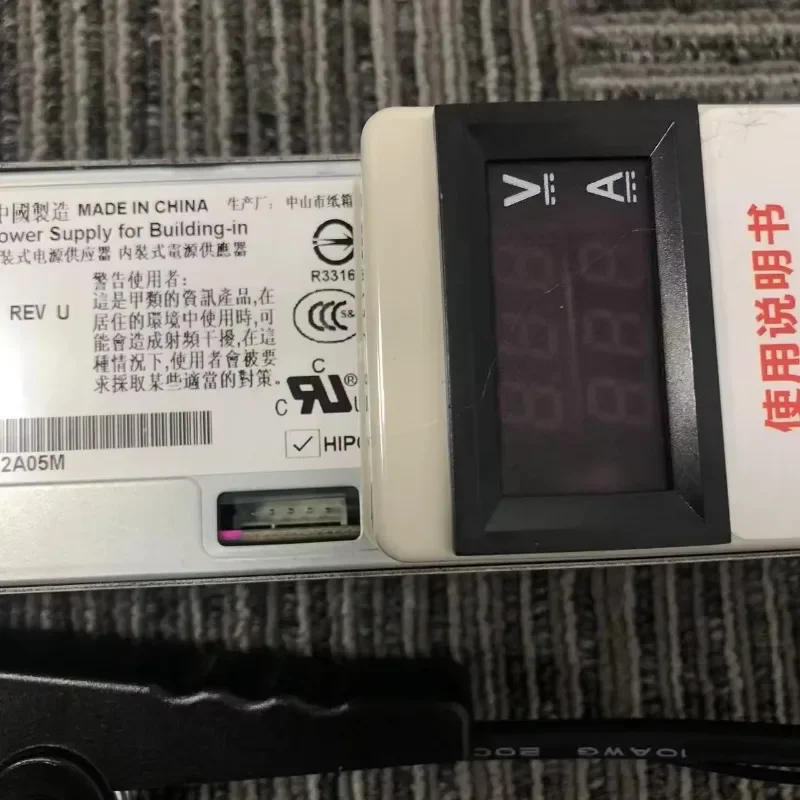 中國製造 MADE IN CHINA 生产厂: 中山市纸箱
ower Supply for Building-in
装式电源供应器 內裝式電源供應器
R3316
REV U
警告使用者:
這是甲類的資訊產品,在
居住的環境中使用時,可
能會造成射頻干擾,在這
種情況下,使用者會被要
求採取某些適當的對策。
CCC S&
C RU ® U
2A05M
HIPO
V A
使用说明书
10AWG 200